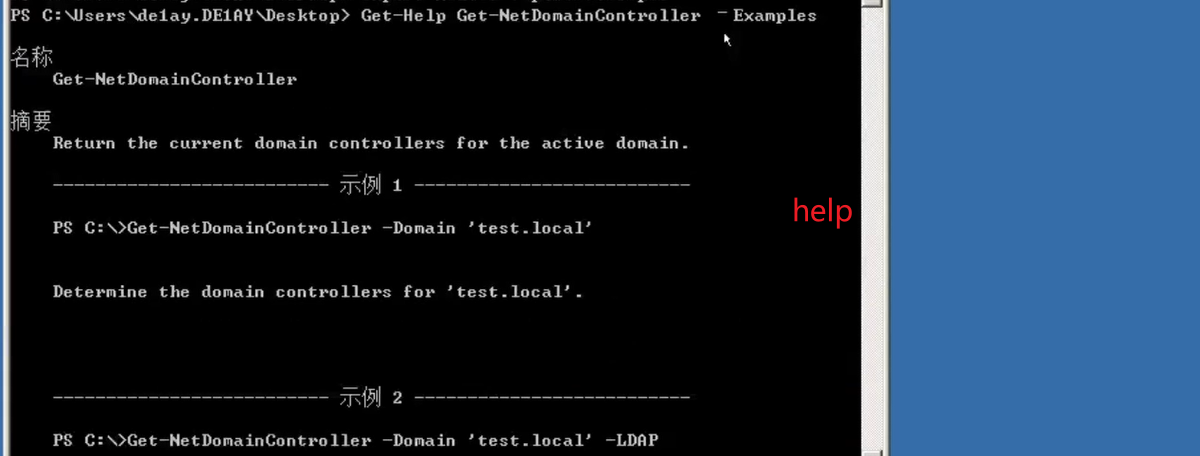 PS C:\Users\de1ay.DE1AY\Desktop> Get-Help Get-NetDomainController -Examples
名称
Get-NetDomainController
摘要
Return the current domain controllers for the active domain.
-------------------------- 示例 1 --------------------------
help
PS C:\>Get-NetDomainController -Domain 'test.local'
Determine the domain controllers for 'test.local'.
-------------------------- 示例 2 --------------------------
PS C:\>Get-NetDomainController -Domain 'test.local' -LDAP